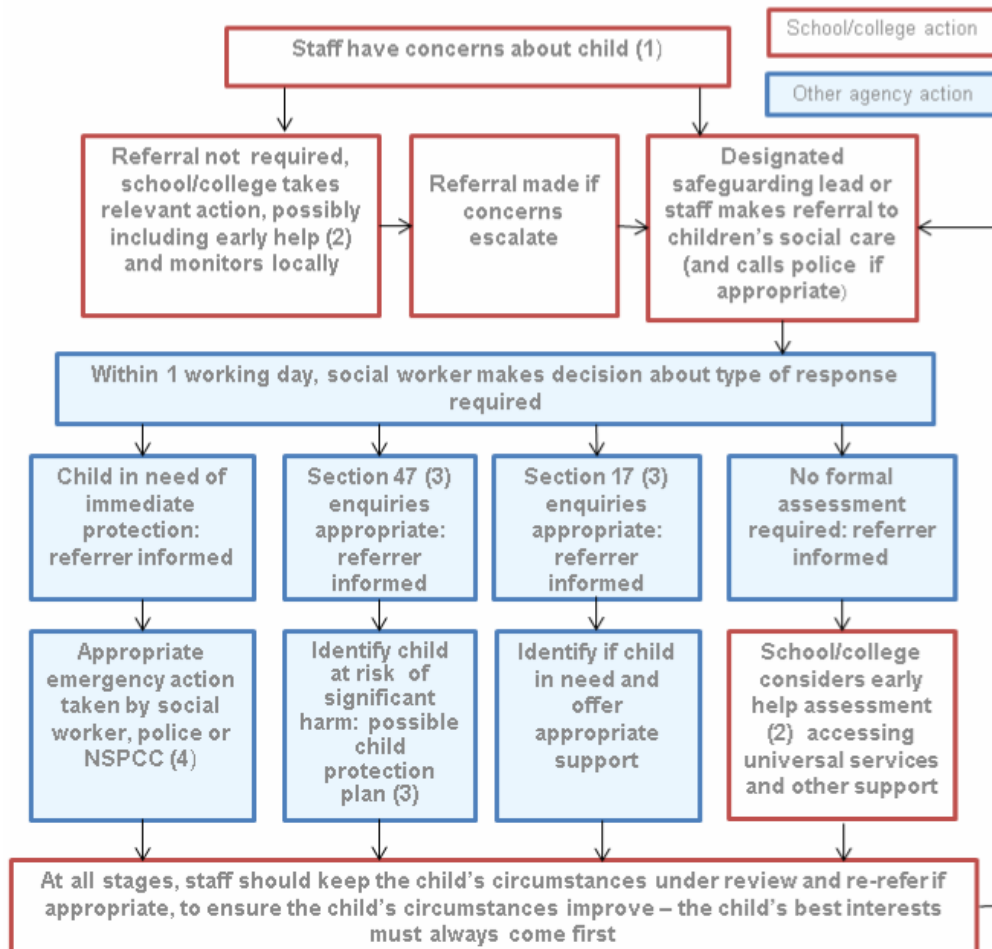 Staff have concerns about child (1)
School/college action
Other agency action
Referral not required,
school/college takes
relevant action, possibly
including early help (2)
and monitors locally
Referral made if
concerns
escalate
Designated
safeguarding lead or
staff makes referral to
children's social care
(and calls police if
appropriate)
Within 1 working day, social worker makes decision about type of response
required
Child in need of
immediate
protection:
referrer informed
Section 47 (3)
enquiries
appropriate:
referrer
informed
Section 17 (3)
enquiries
appropriate:
referrer
informed
No formal
assessment
required: referrer
informed
Appropriate
emergency action
taken by social
worker, police or
NSPCC (4)
Identify child
at risk of
significant
harm: possible
child
protection
plan (3)
Identify if child
in need and
offer
appropriate
support
School/college
considers early
help assessment
(2) accessing
universal services
and other support
At all stages, staff should keep the child's circumstances under review and re-refer if
appropriate, to ensure the child's circumstances improve – the child's best interests
must always come first